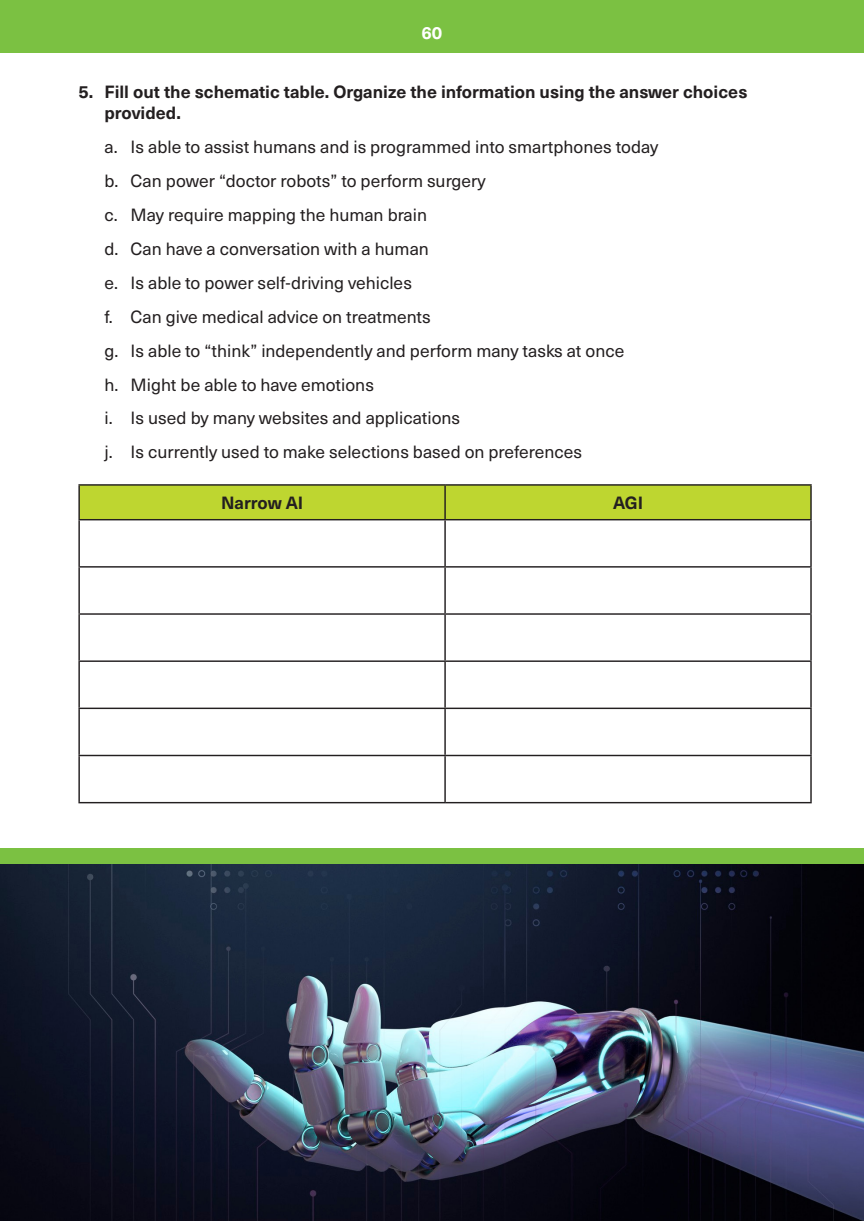 60
5. Fill out the schematic table. Organize the information using the answer choices
provided.
a. Is able to assist humans and is programmed into smartphones today
b. Can power “doctor robots” to perform surgery
c. May require mapping the human brain
d. Can have a conversation with a human
e. Is able to power self-driving vehicles
f. Can give medical advice on treatments
g. Is able to “think” independently and perform many tasks at once
h. Might be able to have emotions
i. Is used by many websites and applications
j. Is currently used to make selections based on preferences
Narrow AI AGI